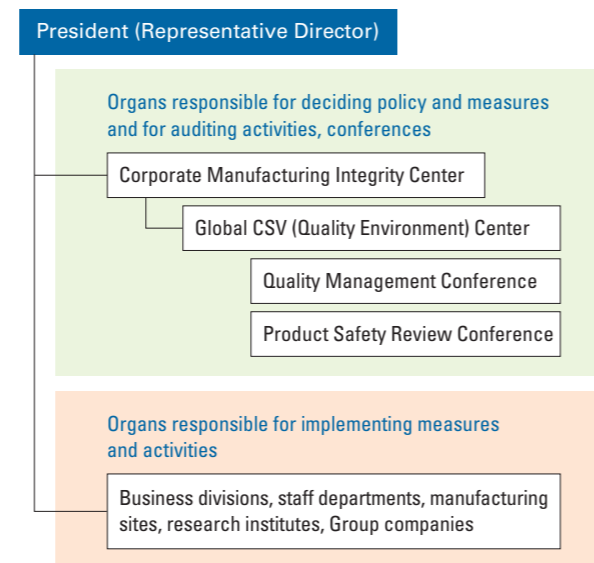 President (Representative Director)
Organs responsible for deciding policy and measures
and for auditing activities, conferences
Corporate Manufacturing Integrity Center
Global CSV (Quality Environment) Center
Quality Management Conference
Product Safety Review Conference
Organs responsible for implementing measures
and activities
Business divisions, staff departments, manufacturing
sites, research institutes, Group companies